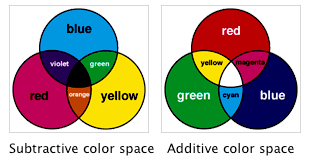 blue
violet
green
orange
red
yellow
red
yellow
magenta
cyan
green
blue
Subtractive color space
Additive color space